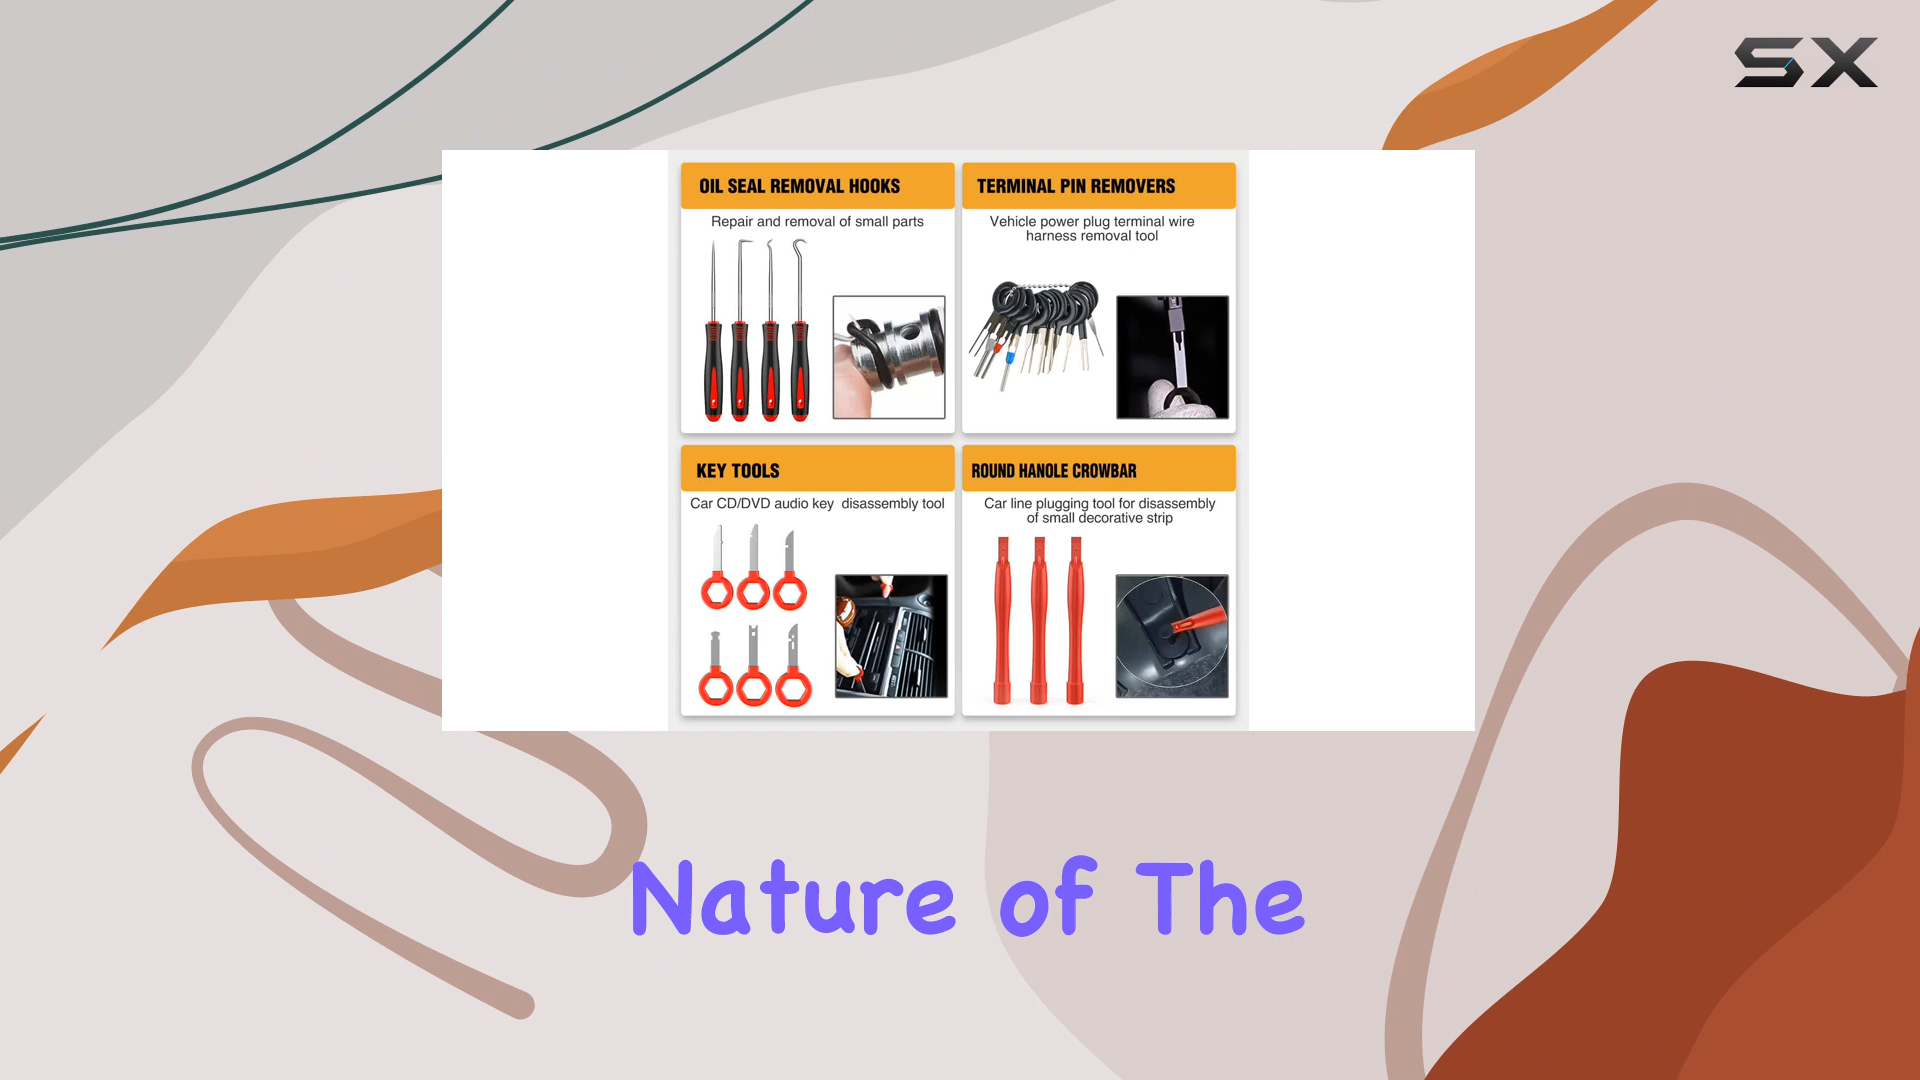 SX
OIL SEAL REMOVAL HOOKS
Repair and removal of small parts
TERMINAL PIN REMOVERS
Vehicle power plug terminal wire
harness removal tool
KEY TOOLS
Car CD/DVD audio key disassembly tool
ROUND HANOLE CROWBAR
Car line plugging tool for disassembly
of small decorative strip
Nature of The